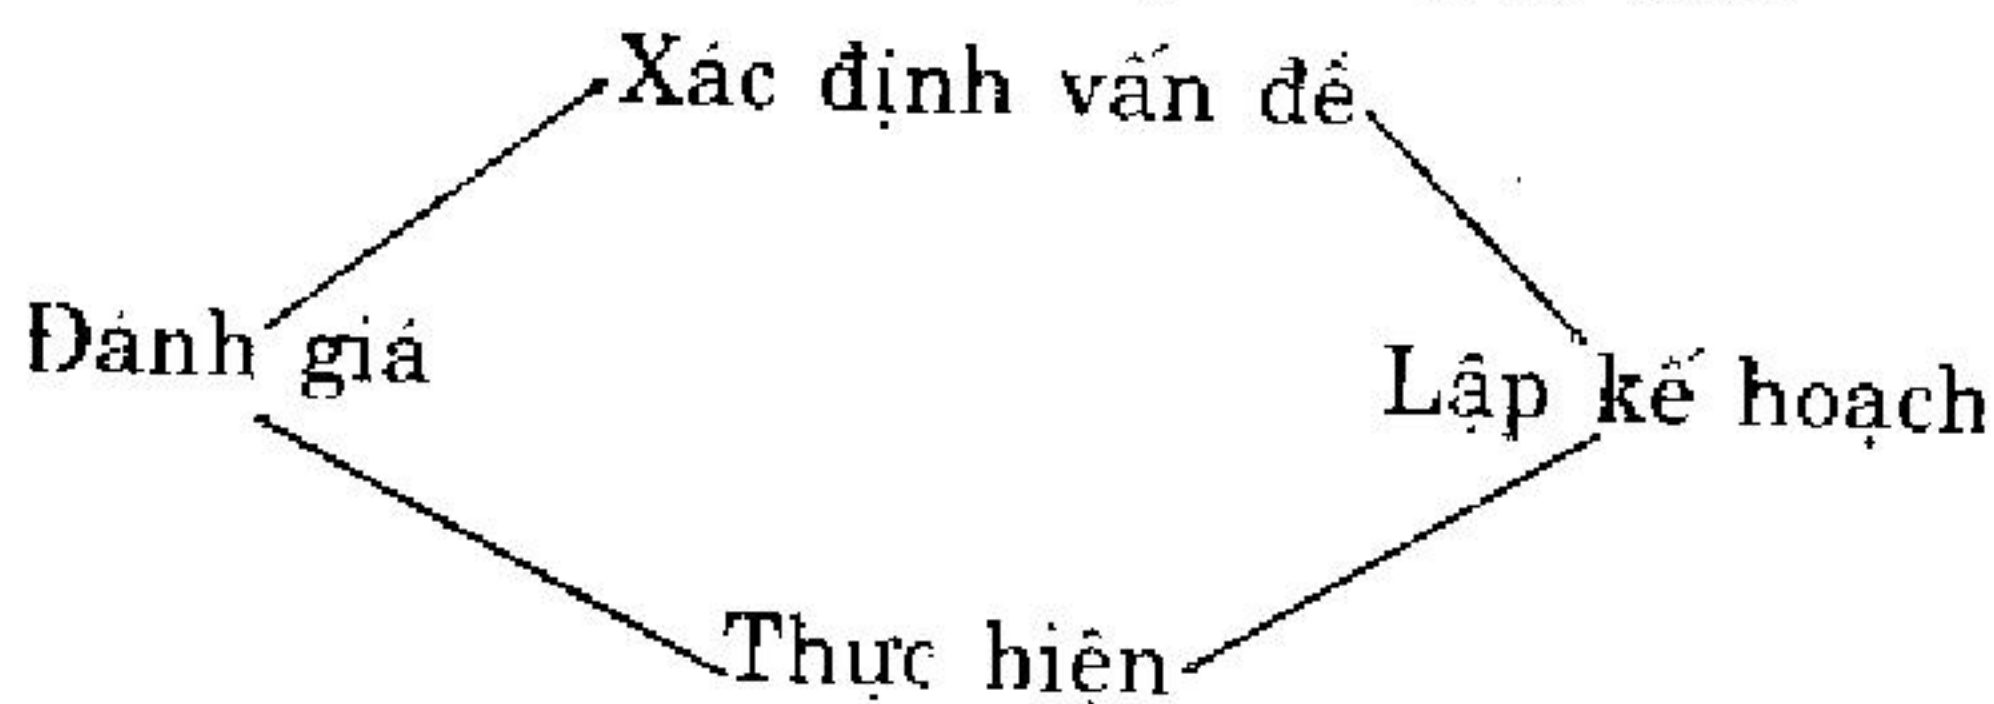 Xác định vấn đề
Đánh giá
Lập kế hoạch
Thực hiện